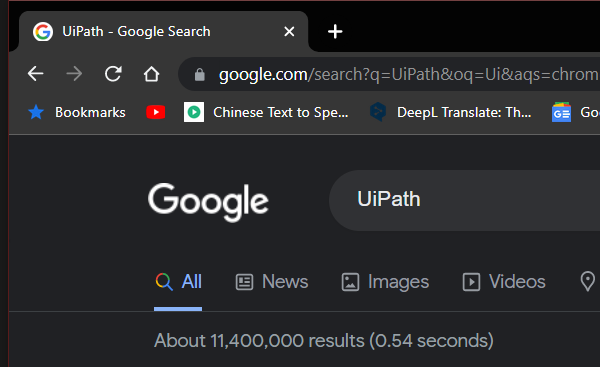 UiPath - Google Search
google.com/search?q=UiPath&oq=Ui&aqs=chrom
Bookmarks Chinese Text to Spe... DeepL Translate: Th... Goo
Google UiPath
All News Images Videos
About 11,400,000 results (0.54 seconds)